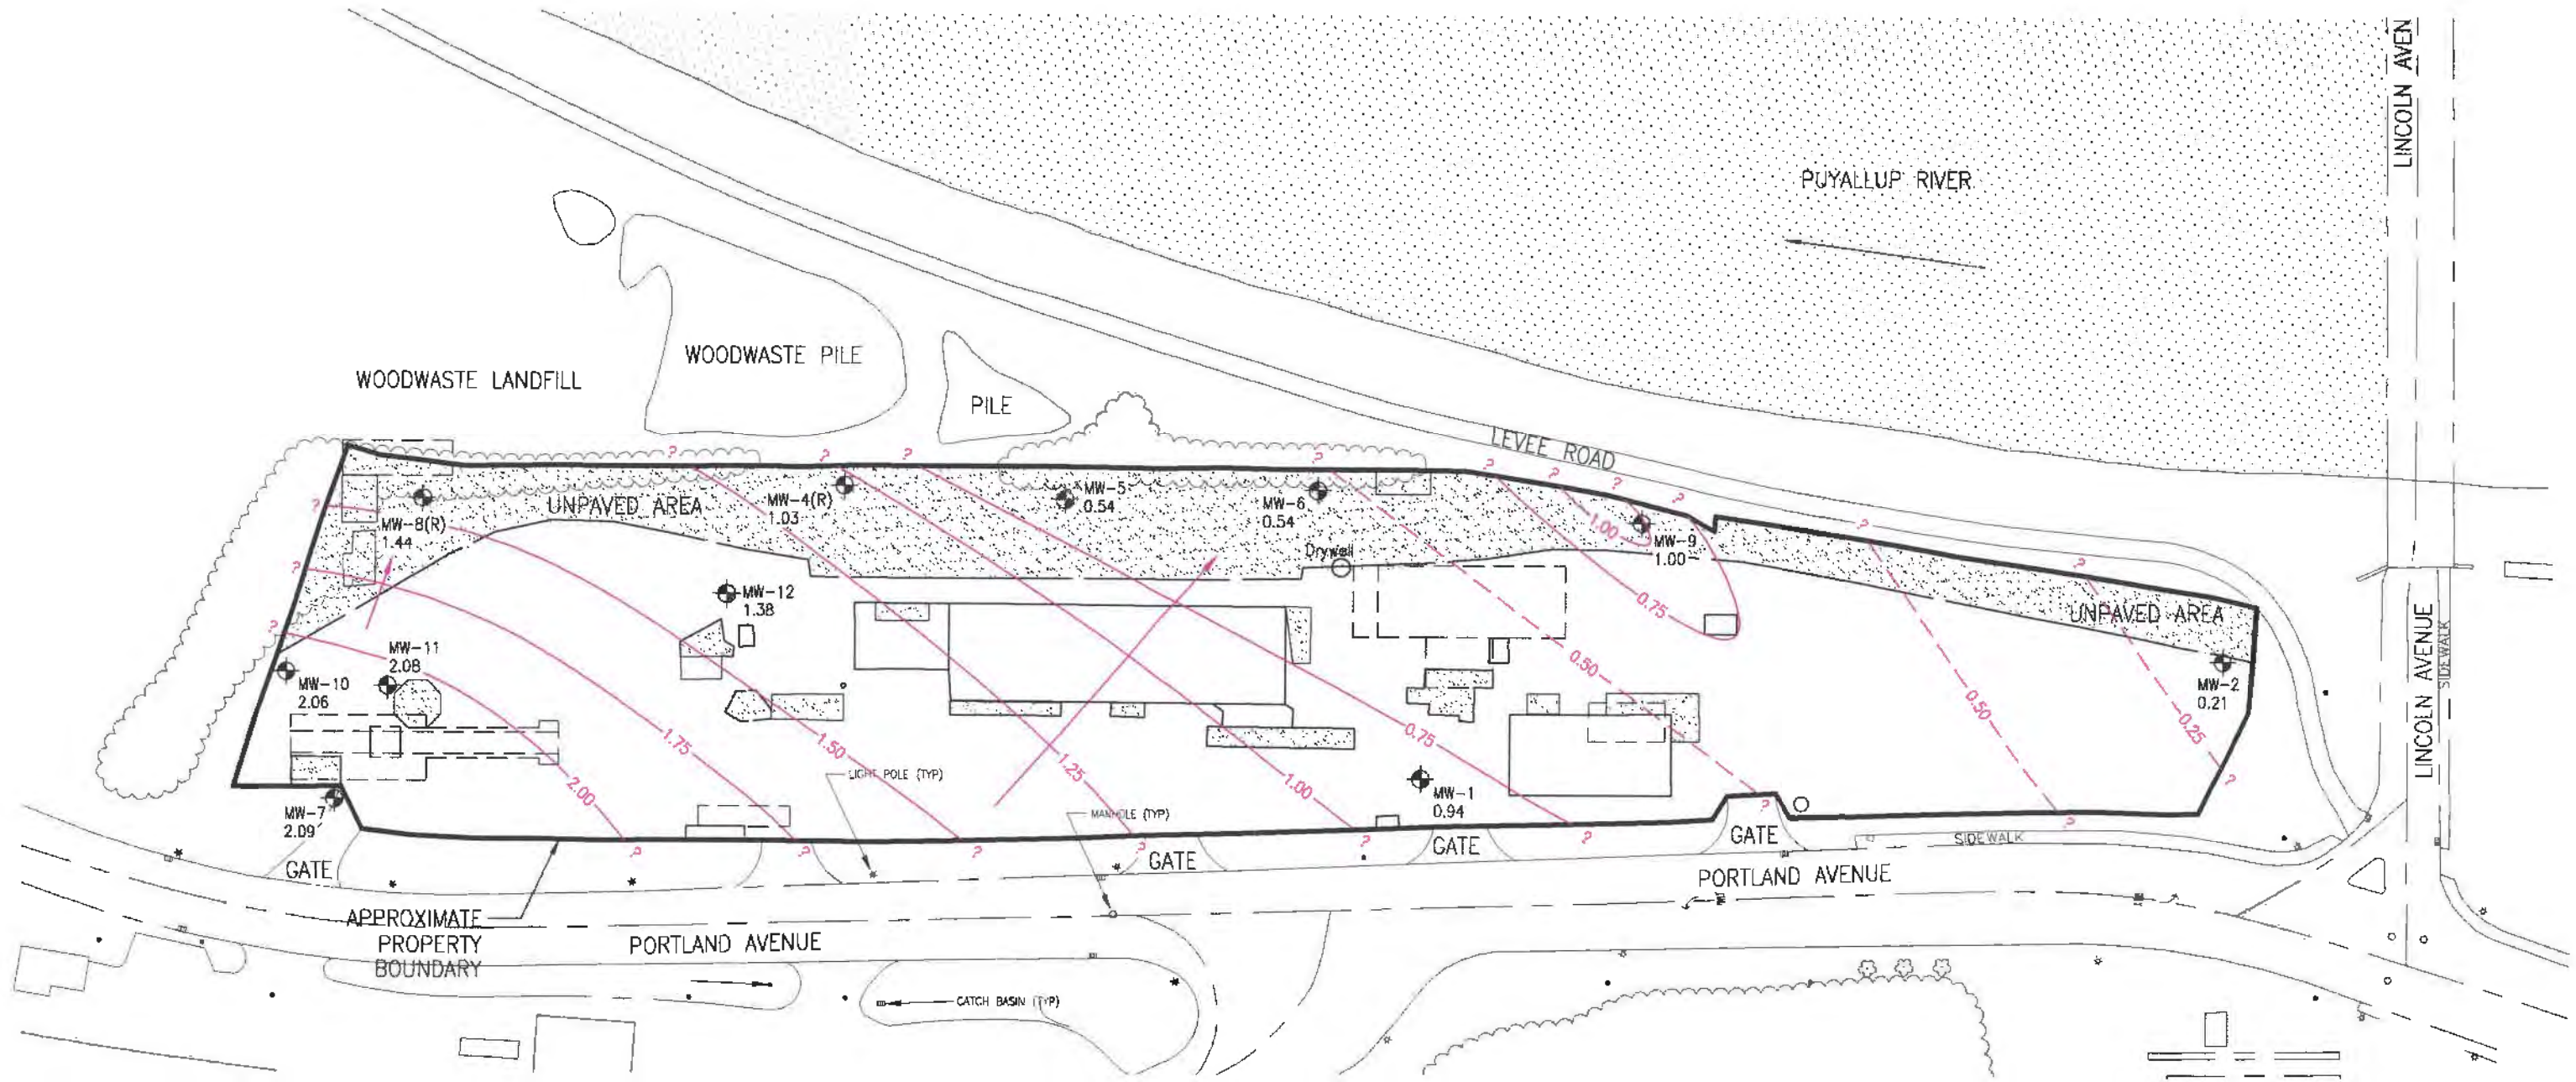 LINCOLN AVEN
PUYALLUP RIVER
WOODWASTE PILE
WOODWASTE LANDFILL
PILE
LEVEE ROAD
?
?
?
?
?
?
?
?
?
?
?
?
?
UNPAVED AREA
MW-8(R)
1.44
MW-4(R)
1.03
MW-5
0.54
MW-6
0.54
1.00
MW-9
1.00
Drywell
MW-12
1.38
0.75
UNPAVED AREA
MW-11
2.08
MW-10
2.06
0.50
MW-2
0.21
0.50
0.25
1.75
1.50
0.75
1.25
1.00
2.00
LIGHT POLE (TYP)
MANHOLE (TYP)
MW-1
0.94
MW-7
2.09'
?
?
?
?
?
?
?
?
?
GATE
GATE
GATE
GATE
SIDEWALK
SIDEWALK
LINCOLN AVENUE
PORTLAND AVENUE
APPROXIMATE
PROPERTY
BOUNDARY
PORTLAND AVENUE
CATCH BASIN (TYP)